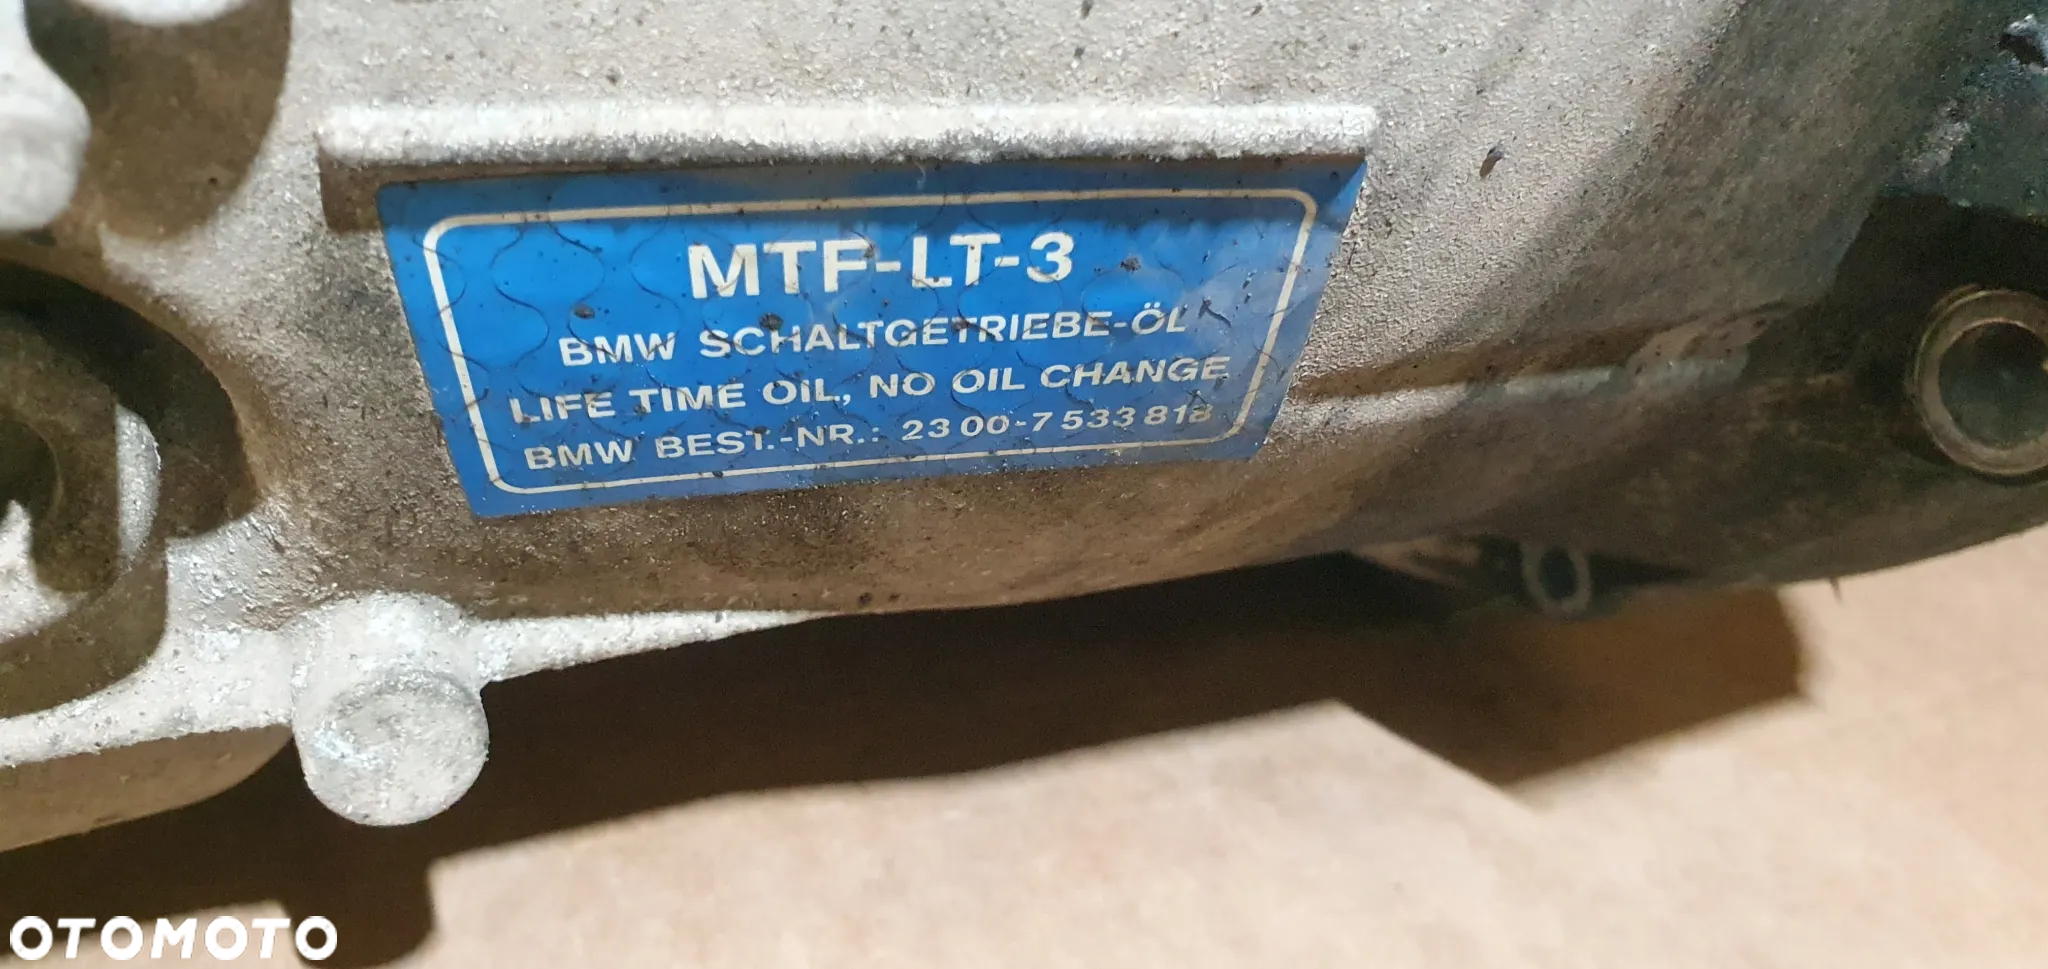 MTF-LT-3
BMW SCHALTGETRIEBE-ÖL
LIFE TIME OIL, NO OIL CHANGE
BMW BEST.-NR.: 23 00-7 533 818
OTOMOTO